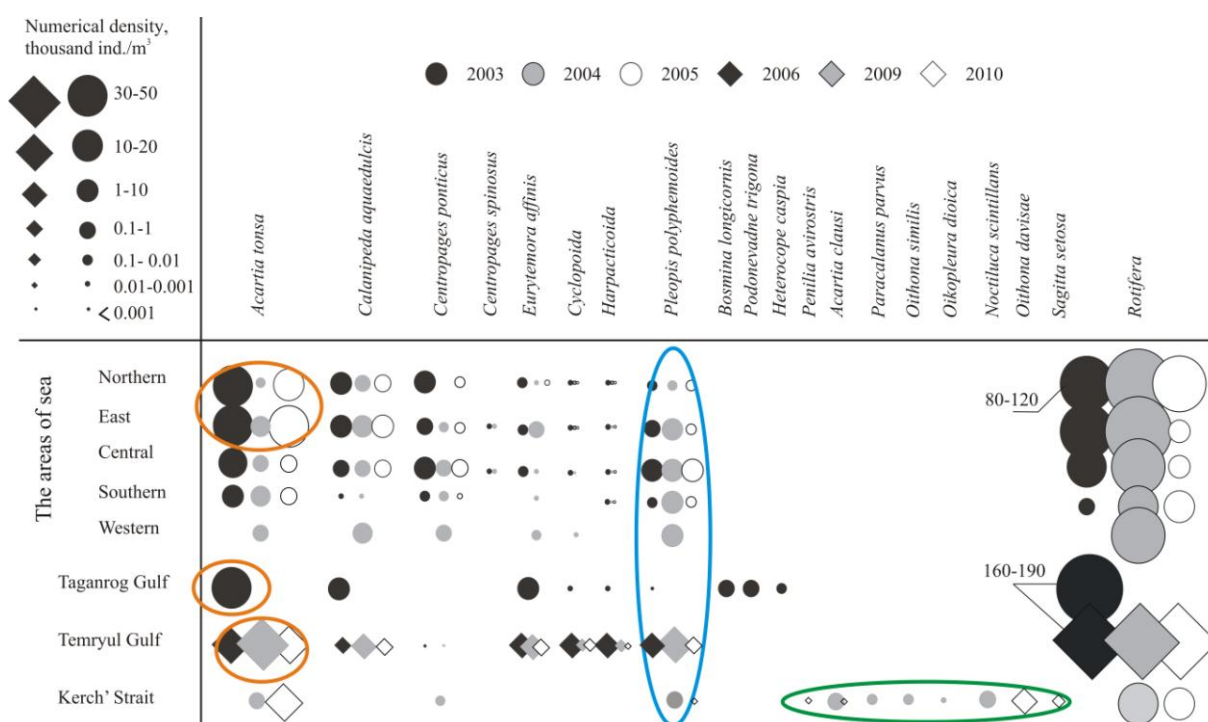 Numerical density,
thousand ind./m³
30-50
10-20
1-10
0.1-1
0.1- 0.01
0.01-0.001
< 0.001
2003 2004 2005 2006 2009 2010
Acartia tonsa
Calanipeda aquaedulcis
Centropages ponticus
Centropages spinosus
Eurytemora affinis
Cyclopoida
Harpacticoida
Pleopis polyphemoides
Bosmina longicornis
Podonevadne trigona
Heterocope caspia
Penilia avirostris
Acartia clausi
Paracalanus parvus
Oithona similis
Oikopleura dioica
Noctiluca scintillans
Oithona davisae
Sagitta setosa
Rotifera
The areas of sea
Northern
80-120
East
Central
Southern
Western
160-190
Taganrog Gulf
Temryul Gulf
Kerch' Strait